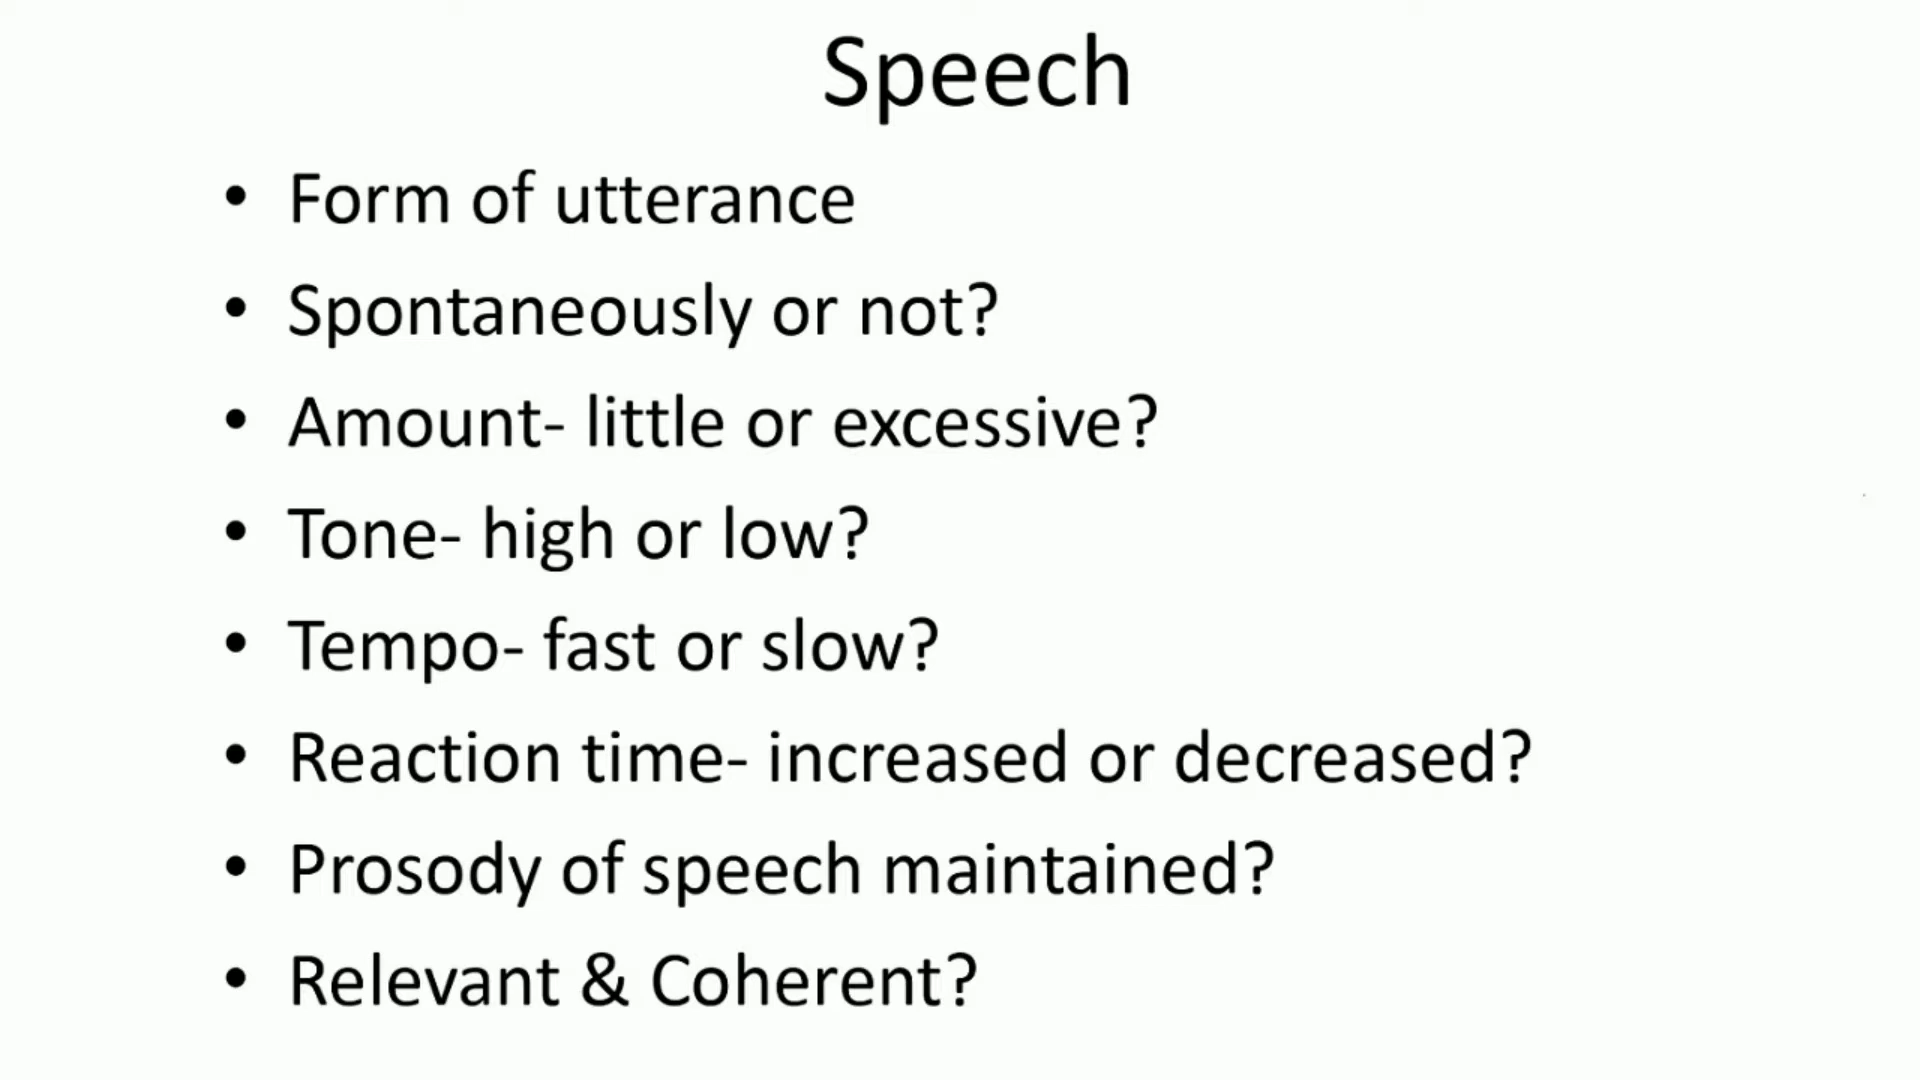 Speech
• Form of utterance
• Spontaneously or not?
• Amount- little or excessive?
• Tone- high or low?
• Tempo- fast or slow?
• Reaction time- increased or decreased?
• Prosody of speech maintained?
• Relevant & Coherent?